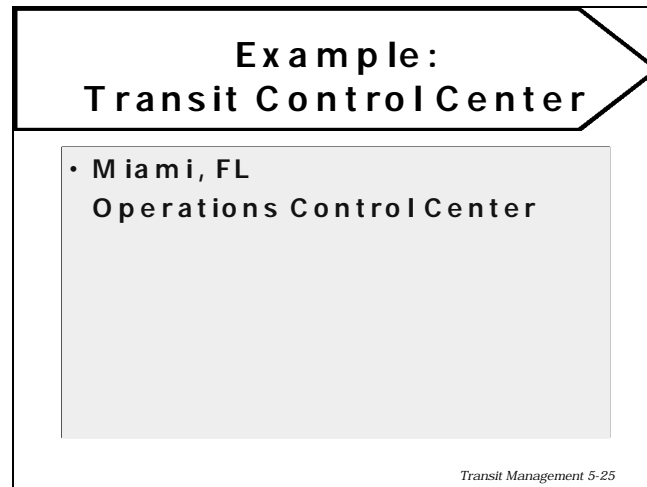 Example:
Transit Control Center
• Miami, FL
Operations Control Center
Transit Management 5-25